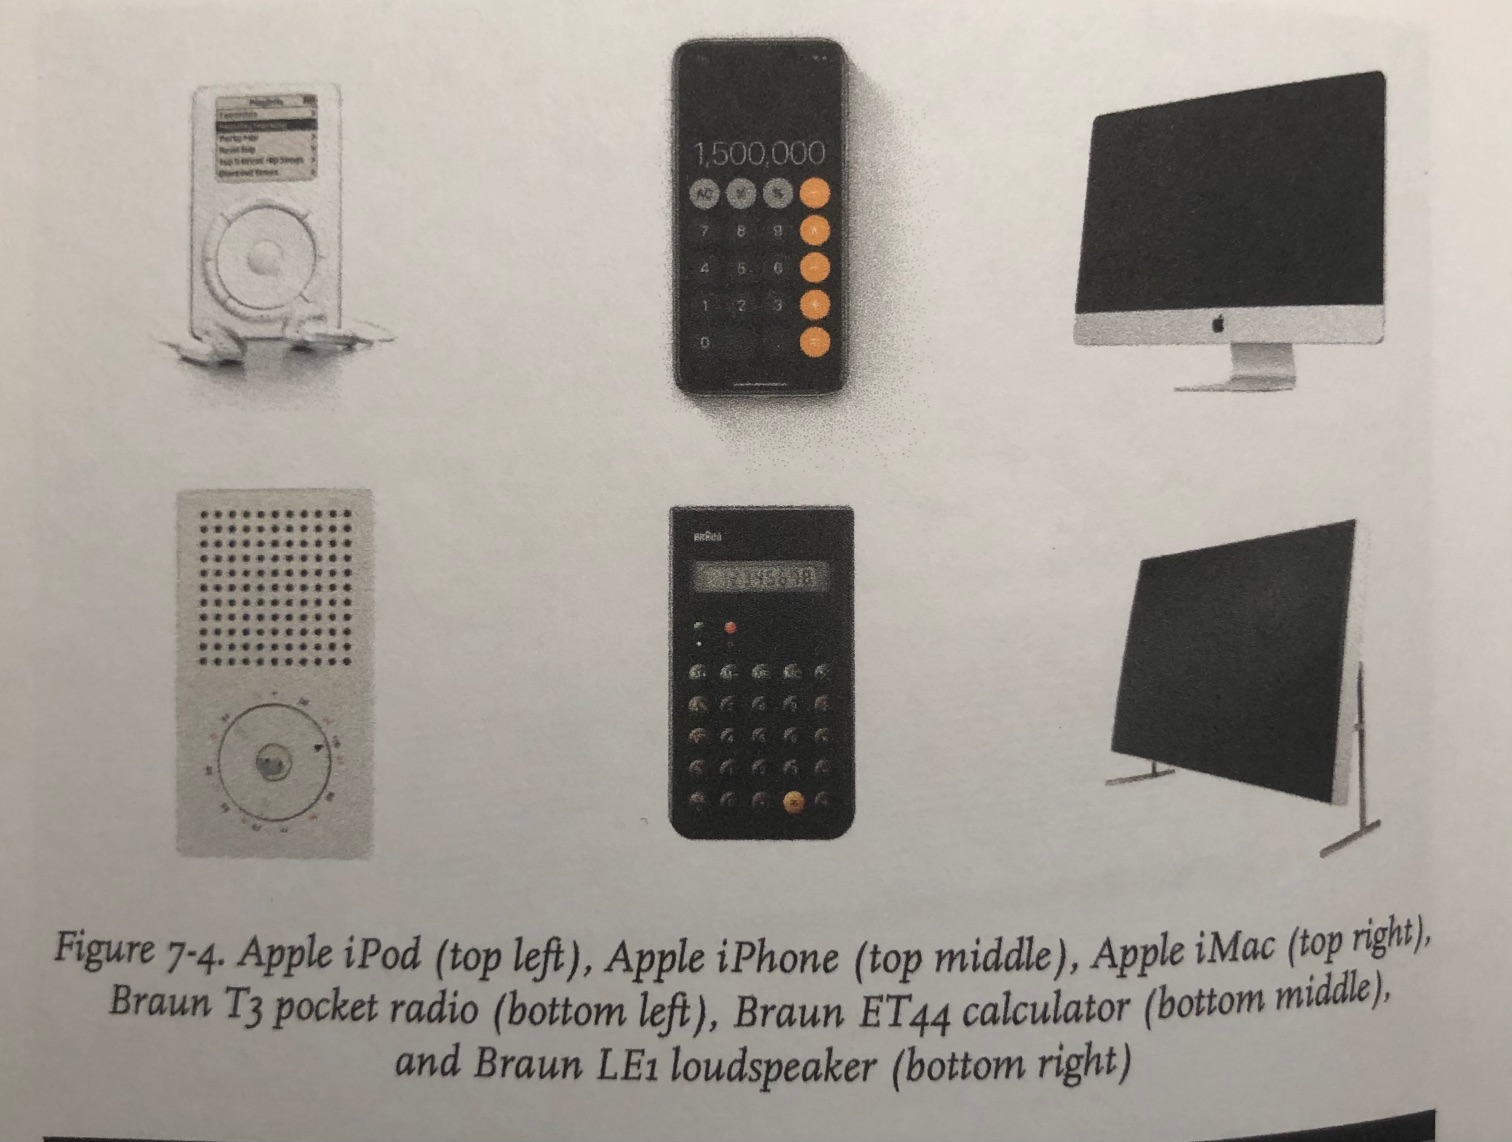 Playlists
1,500,000
AC
%
7 8 9
4 5 6
1 2 3
0 .
BRAUN
12345678
Figure 7-4. Apple iPod (top left), Apple iPhone (top middle), Apple iMac (top right),
Braun T3 pocket radio (bottom left), Braun ET44 calculator (bottom middle),
and Braun LE1 loudspeaker (bottom right)